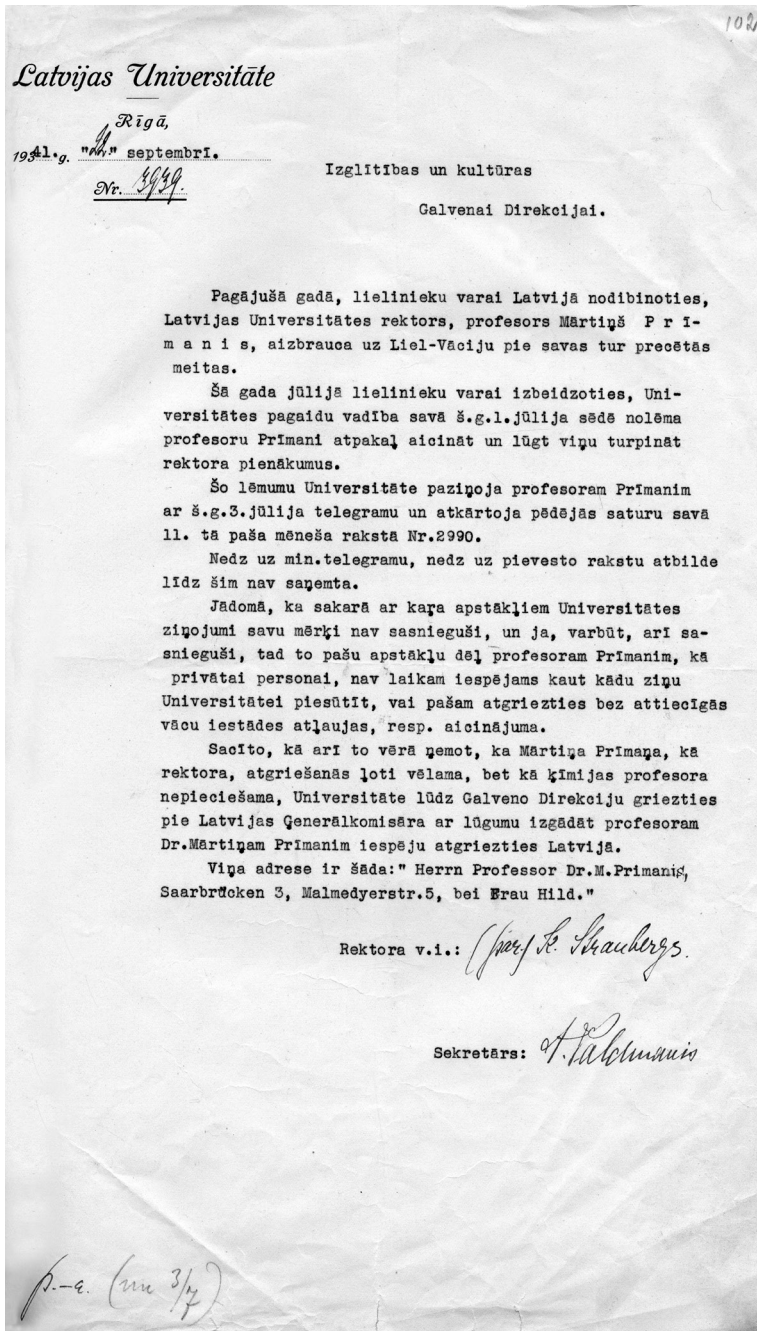 102
Latvijas Universitāte
Rīgā,
1941. g. "22." septembrī.
Nr. 3939.
Izglītības un kultūras
Galvenai Direkcijai.
Pagājušā gadā, lielinieku varai Latvijā nodibinoties,
Latvijas Universitātes rektors, profesors Mārtiņš P r ī-
m a n i s, aizbrauca uz Liel-Vāciju pie savas tur precētās
meitas.
Šā gada jūlijā lielinieku varai izbeidzoties, Uni-
versitātes pagaidu vadība savā š.g.1.jūlija sēdē nolēma
profesoru Prīmani atpakaļ aicināt un lūgt viņu turpināt
rektora pienākumus.
Šo lēmumu Universitāte paziņoja profesoram Prīmanim
ar š.g.3.jūlija telegramu un atkārtoja pēdējās saturu savā
11. tā paša mēneša rakstā Nr.2990.
Nedz uz min.telegramu, nedz uz pievesto rakstu atbilde
līdz šim nav saņemta.
Jādomā, ka sakarā ar kaŗa apstākļiem Universitātes
ziņojumi savu mērķi nav sasnieguši, un ja, varbūt, arī sa-
snieguši, tad to pašu apstākļu dēļ profesoram Prīmanim, kā
privātai personai, nav laikam iespējams kaut kādu ziņu
Universitātei piesūtīt, vai pašam atgriezties bez attiecīgās
vācu iestādes atļaujas, resp. aicinājuma.
Sacīto, kā arī to vērā ņemot, ka Mārtiņa Prīmaņa, kā
rektora, atgriešanās ļoti vēlama, bet kā ķīmijas profesora
nepieciešama, Universitāte lūdz Galveno Direkciju griezties
pie Latvijas Ģenerālkomisāra ar lūgumu izgādāt profesoram
Dr.Mārtiņam Prīmanim iespēju atgriezties Latvijā.
Viņa adrese ir šāda:" Herrn Professor Dr.M.Primanis,
Saarbrücken 3, Malmedyerstr.5, bei Frau Hild."
Rektora v.i.: K. Straubergs.
Sekretārs: A. Valdmanis
p.-a. 3/7